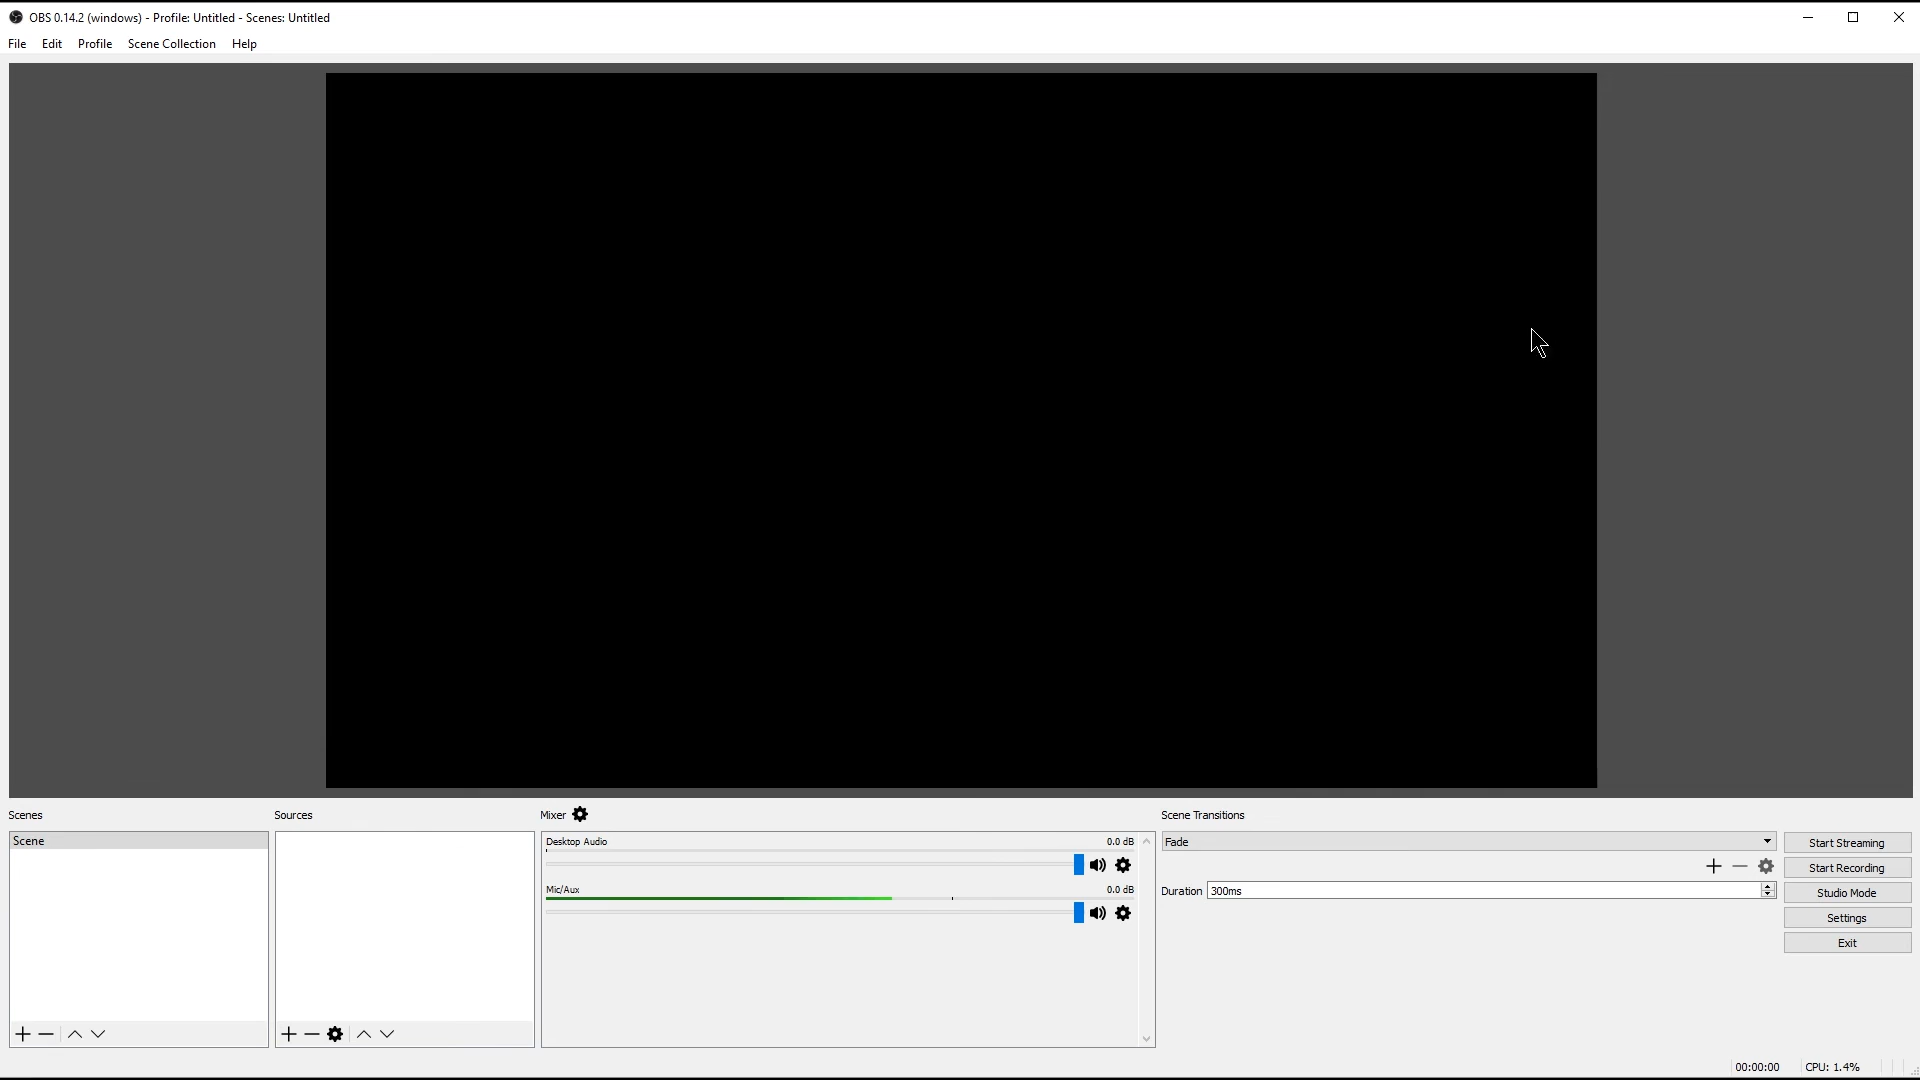 OBS 0.14.2 (windows) - Profile: Untitled - Scenes: Untitled
File Edit Profile Scene Collection Help
Scenes
Scene
Sources
Mixer
Desktop Audio 0.0 dB
Mic/Aux 0.0 dB
Scene Transitions
Fade
Duration 300ms
Start Streaming
Start Recording
Studio Mode
Settings
Exit
00:00:00 CPU: 1.4%